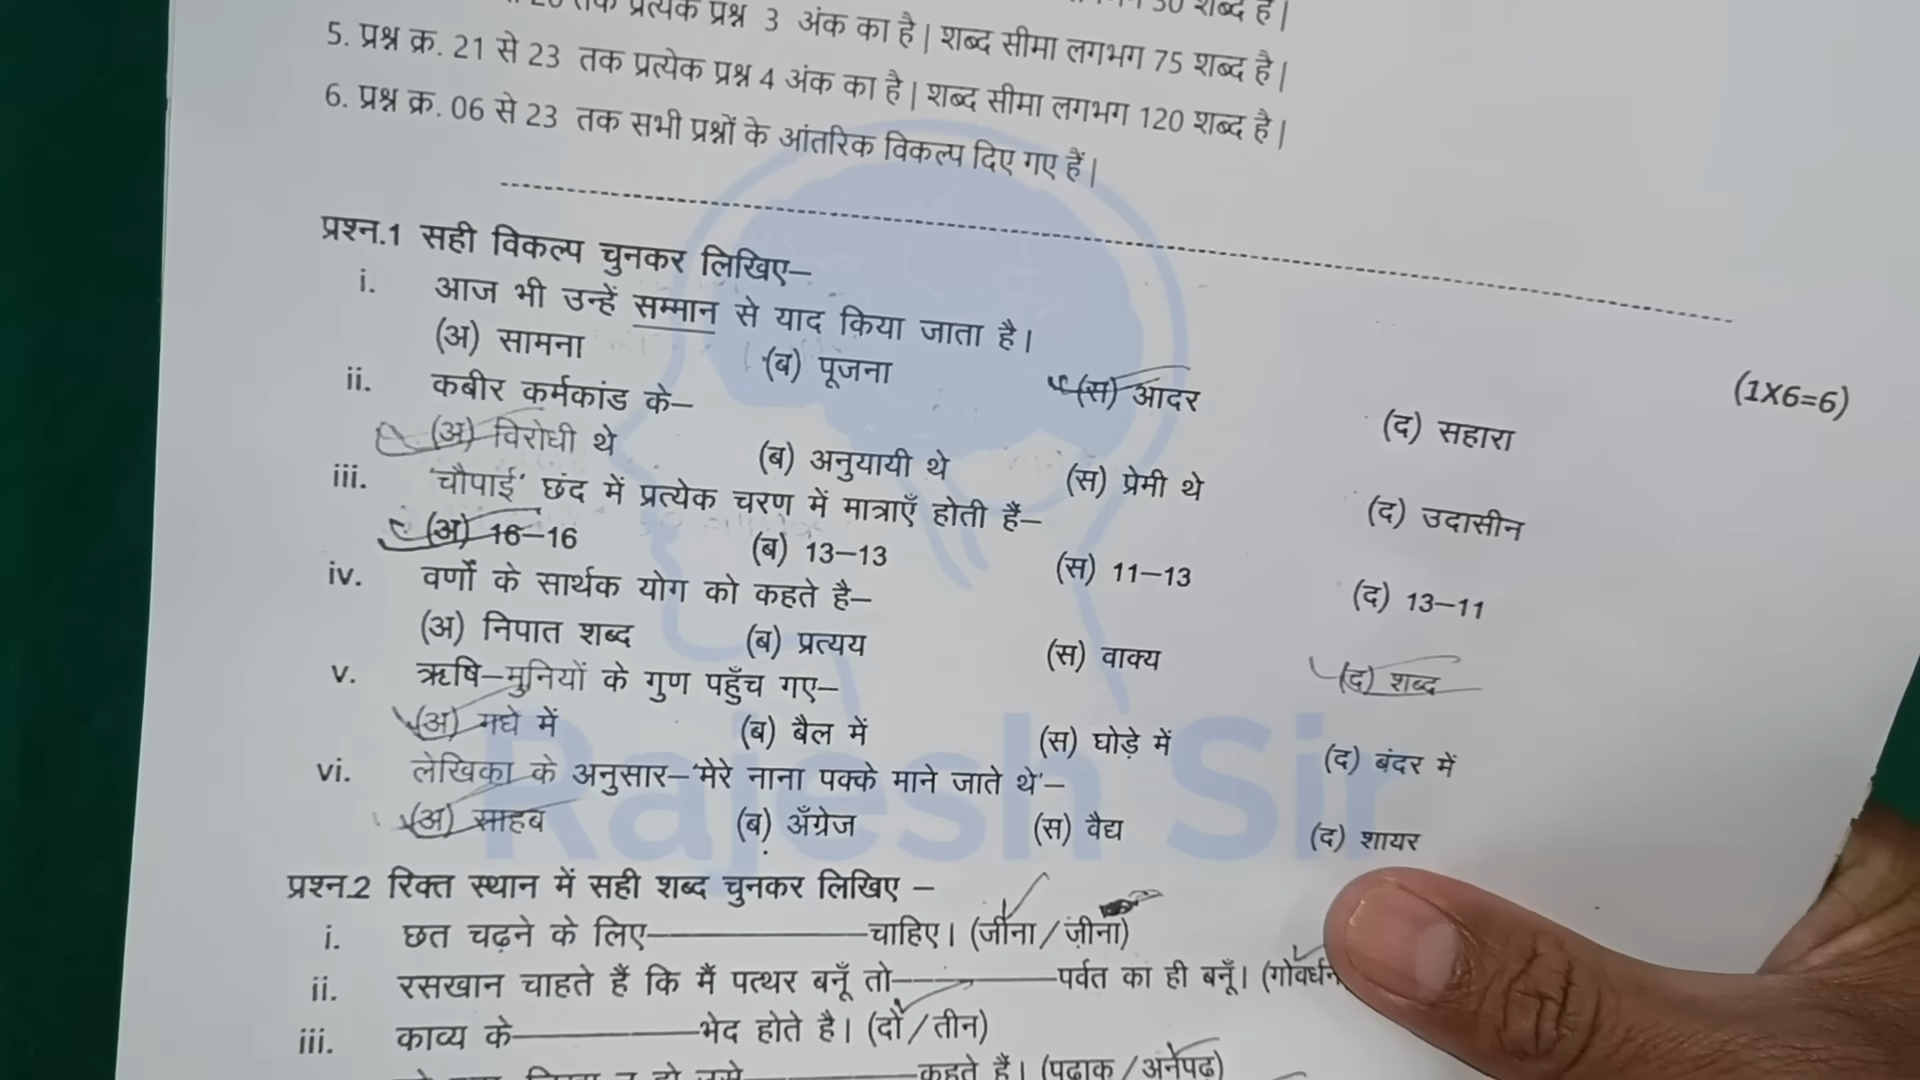 तक प्रत्येक प्रश्न 3 अंक का है। शब्द सीमा लगभग 75 शब्द है।
5. प्रश्न क्र. 21 से 23 तक प्रत्येक प्रश्न 4 अंक का है। शब्द सीमा लगभग 120 शब्द है।
6. प्रश्न क्र. 06 से 23 तक सभी प्रश्नों के आंतरिक विकल्प दिए गए हैं।
प्रश्न.1 सही विकल्प चुनकर लिखिए– (1X6=6)
i. आज भी उन्हें सम्मान से याद किया जाता है।
(अ) सामना (ब) पूजना (स) आदर (द) सहारा
ii. कबीर कर्मकांड के–
(अ) विरोधी थे (ब) अनुयायी थे (स) प्रेमी थे (द) उदासीन
iii. 'चौपाई' छंद में प्रत्येक चरण में मात्राएँ होती हैं–
(अ) 16–16 (ब) 13–13 (स) 11–13 (द) 13–11
iv. वर्णों के सार्थक योग को कहते है–
(अ) निपात शब्द (ब) प्रत्यय (स) वाक्य (द) शब्द
v. ऋषि–मुनियों के गुण पहुँच गए–
(अ) गधे में (ब) बैल में (स) घोड़े में (द) बंदर में
vi. लेखिका के अनुसार–'मेरे नाना पक्के माने जाते थे'–
(अ) साहब (ब) अँग्रेज (स) वैद्य (द) शायर
Rajesh Sir
प्रश्न.2 रिक्त स्थान में सही शब्द चुनकर लिखिए –
i. छत चढ़ने के लिए————चाहिए। (जीना/ज़ीना)
ii. रसखान चाहते हैं कि मैं पत्थर बनूँ तो————पर्वत का ही बनूँ। (गोवर्धन
iii. काव्य के————भेद होते है। (दो/तीन)
————कहते हैं। (पढ़ाकू/अनपढ़)